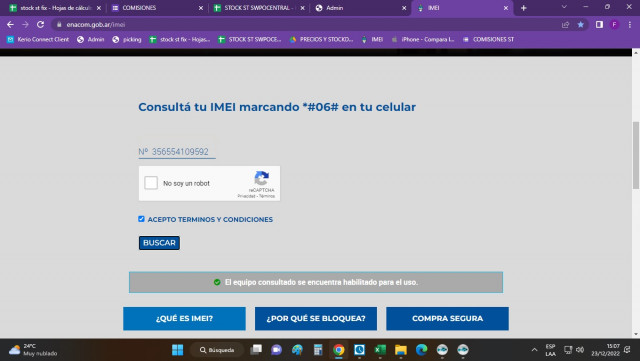 stock st fix - Hojas de cálcul
COMISIONES
STOCK ST SWPOCENTRAL - H
Admin
IMEI
enacom.gob.ar/imei
Kerio Connect Client
Admin
picking
stock st fix - Hojas...
STOCK ST SWPOCE...
PRECIOS Y STOCKD...
IMEI
iPhone - Compara l...
COMISIONES ST
Consultá tu IMEI marcando *#06# en tu celular
Nº 356554109592
No soy un robot
reCAPTCHA
Privacidad - Términos
ACEPTO TERMINOS Y CONDICIONES
BUSCAR
El equipo consultado se encuentra habilitado para el uso.
¿QUÉ ES IMEI?
¿POR QUÉ SE BLOQUEA?
COMPRA SEGURA
24°C
Muy nublado
Búsqueda
ESP
LAA
15:07
23/12/2022